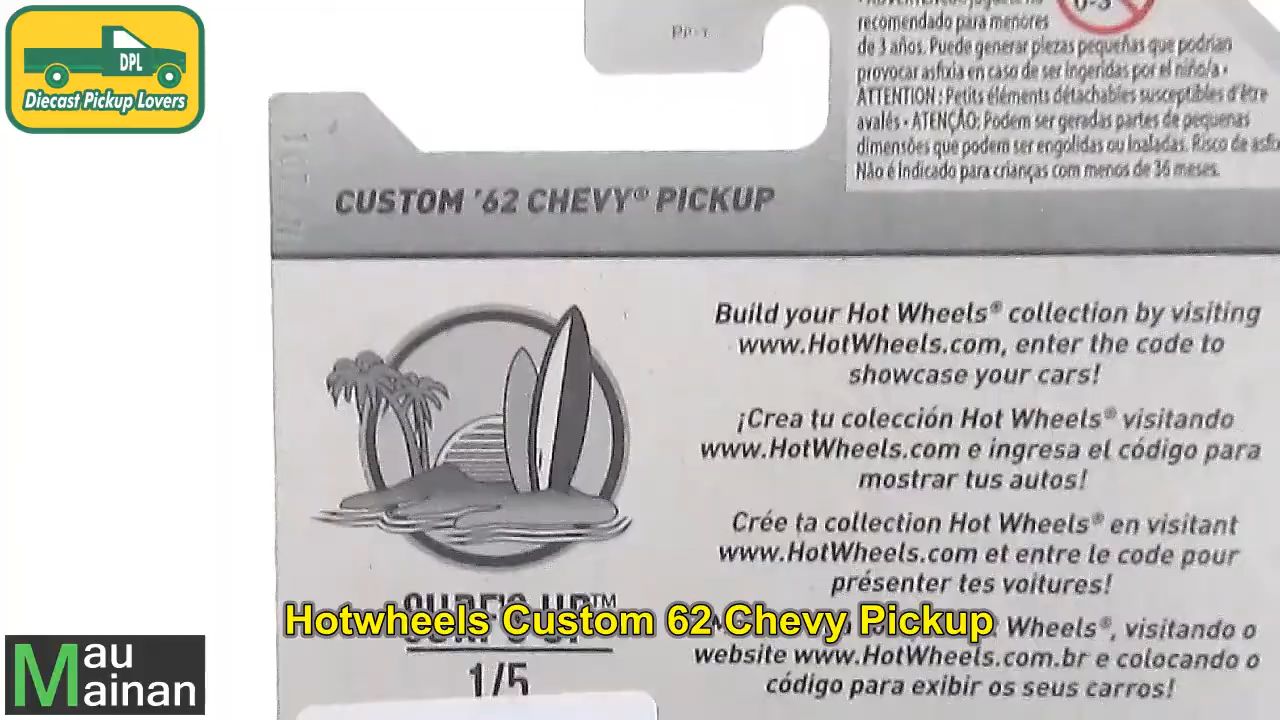 DPL
Diecast Pickup Lovers
PP-1
recomendado para menores
0-3
de 3 años. Puede generar piezas pequeñas que podrían
provocar asfixia en caso de ser ingeridas por el niño/a •
ATTENTION : Petits éléments détachables susceptibles d'être
avalés • ATENÇÃO: Podem ser geradas partes de pequenas
dimensões que podem ser engolidas ou inaladas. Risco de asfix
Não é indicado para crianças com menos de 36 meses.
CUSTOM '62 CHEVY® PICKUP
Build your Hot Wheels® collection by visiting
www.HotWheels.com, enter the code to
showcase your cars!
¡Crea tu colección Hot Wheels® visitando
www.HotWheels.com e ingresa el código para
mostrar tus autos!
Crée ta collection Hot Wheels® en visitant
www.HotWheels.com et entre le code pour
présenter tes voitures!
SURF'S UP™
1/5
Wheels®, visitando o
website www.HotWheels.com.br e colocando o
código para exibir os seus carros!
Hotwheels Custom 62 Chevy Pickup
Mau
Mainan